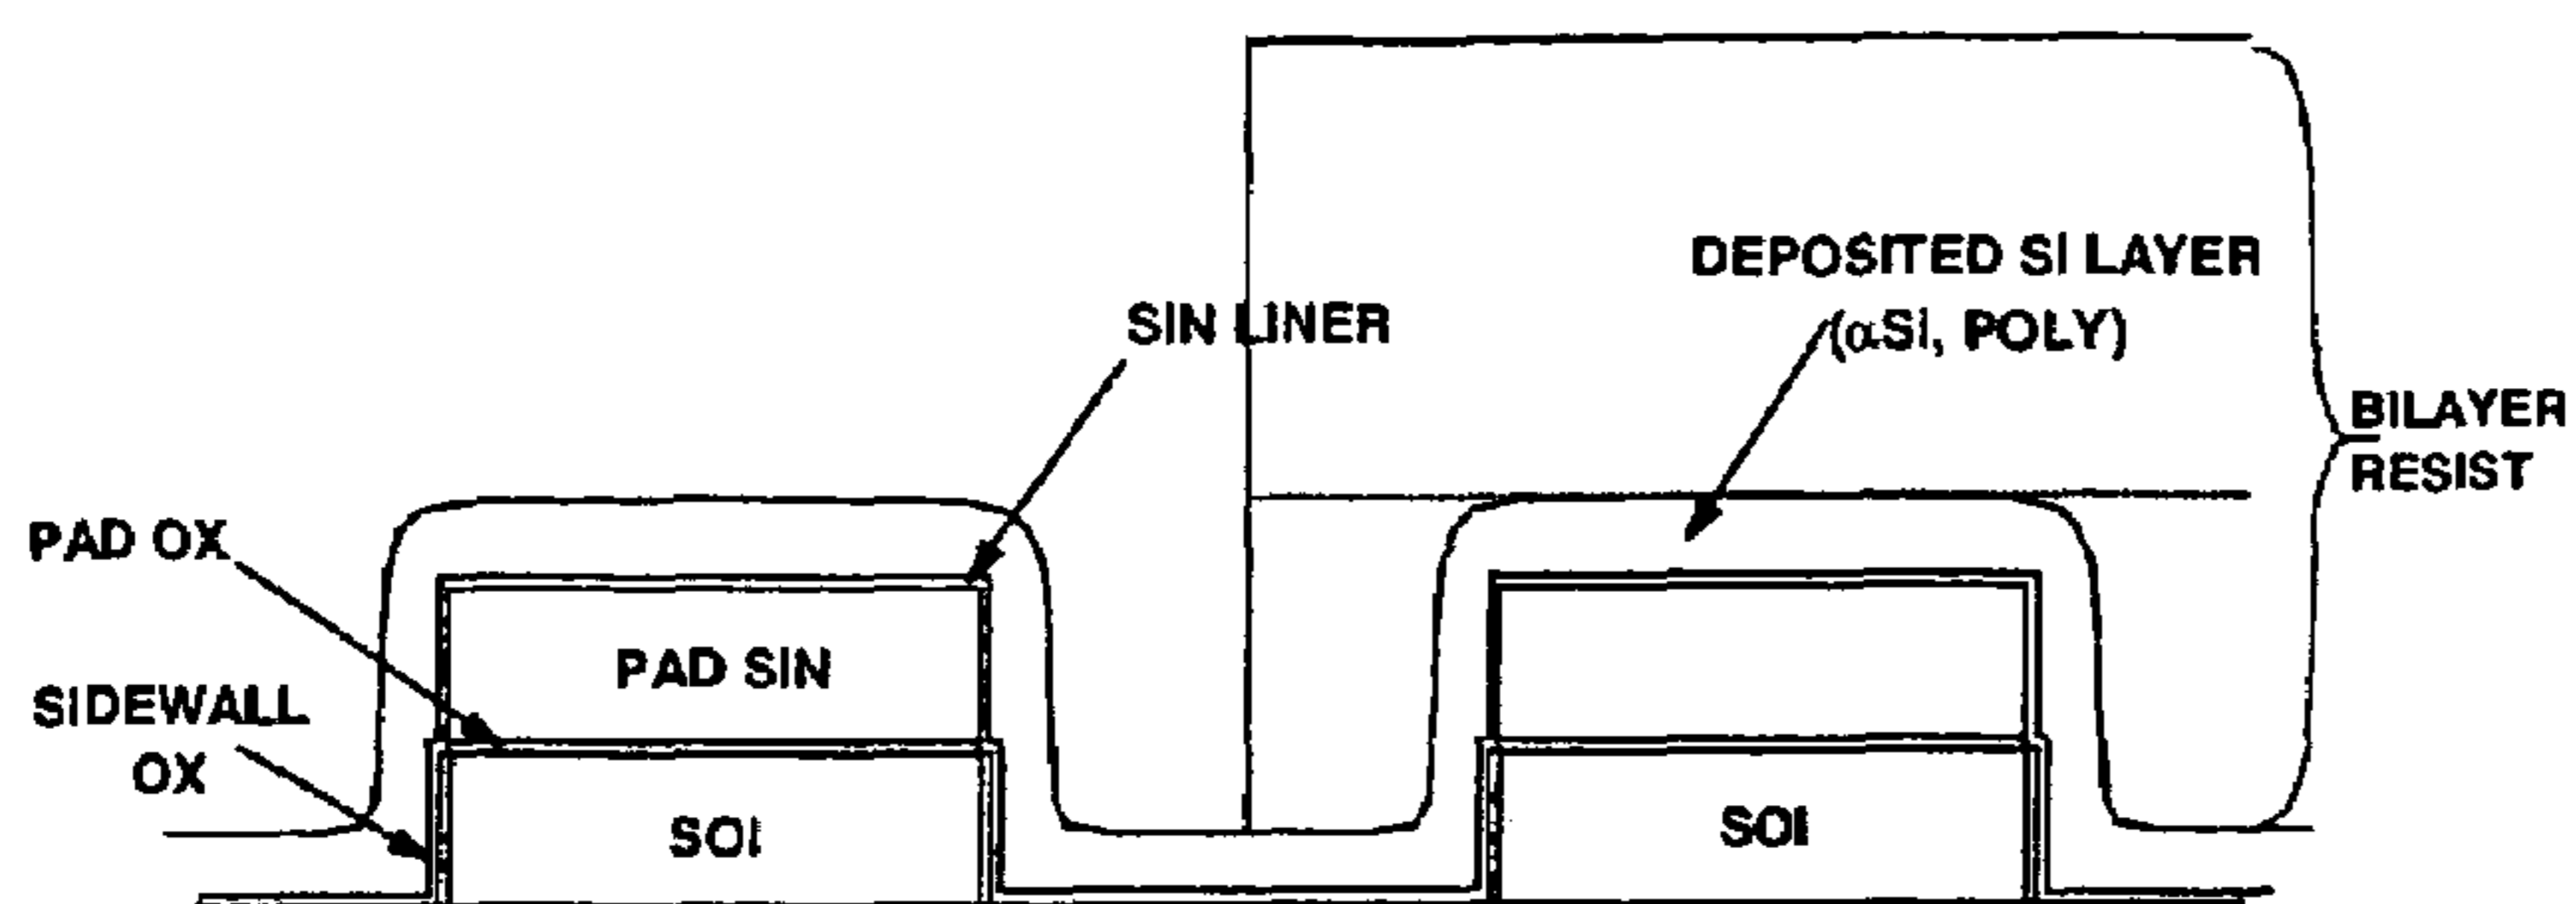 DEPOSITED SI LAYER
(αSI, POLY)
SIN LINER
BILAYER
RESIST
PAD OX
PAD SIN
SIDEWALL
OX
SOI
SOI